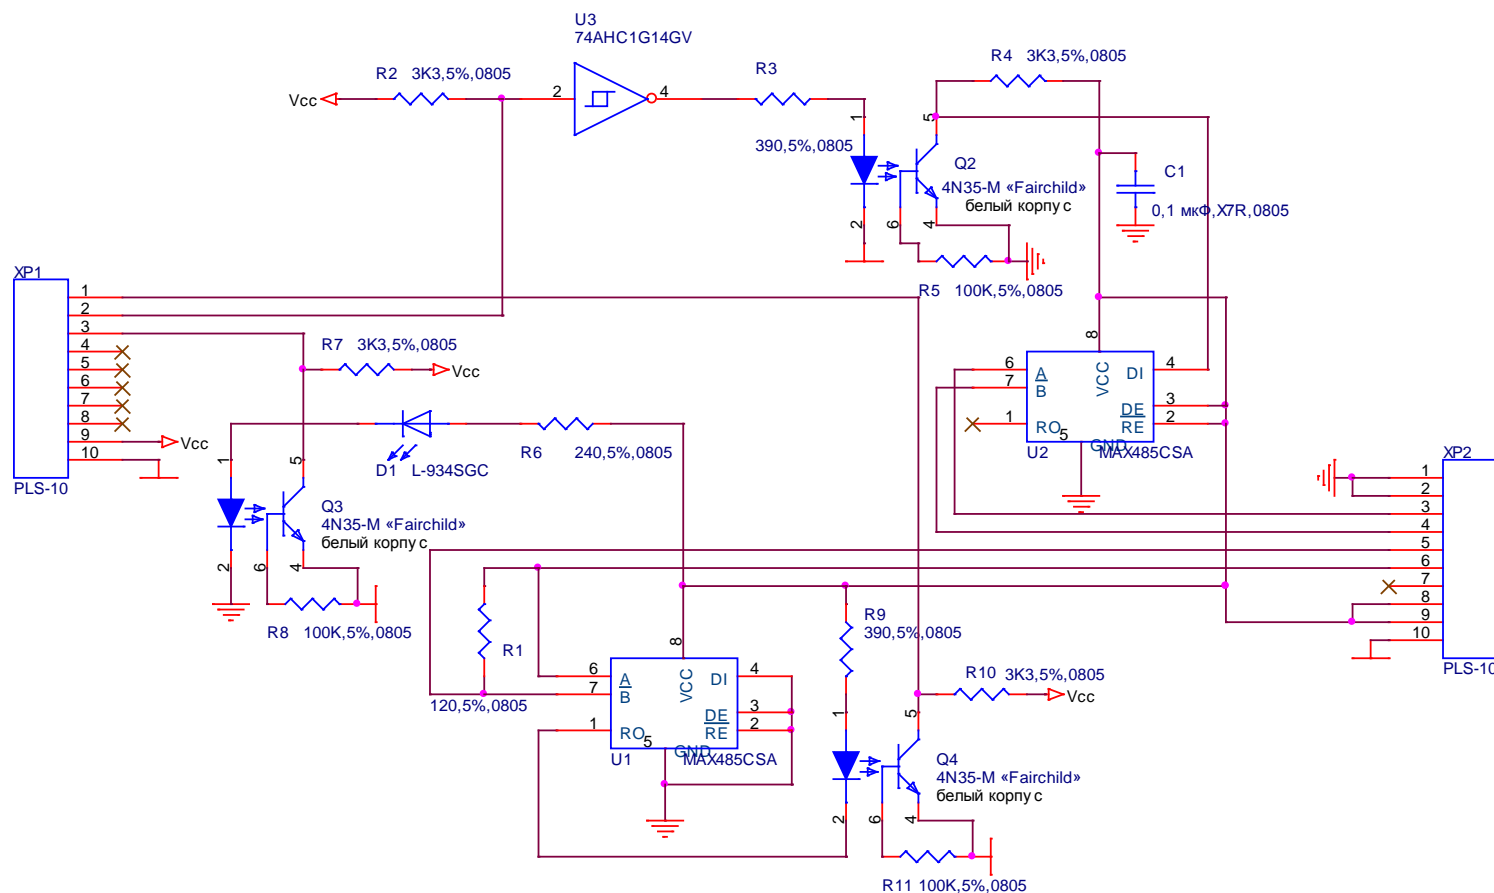 U3
74AHC1G14GV
R2 3K3,5%,0805
Vcc
2
4
R3
390,5%,0805
1
2
R4 3K3,5%,0805
5
Q2
4N35-M «Fairchild»
белый корпус
6
4
R5 100K,5%,0805
C1
0,1 мкФ,X7R,0805
XP1
1
2
3
4
5
6
7
8
9
10
PLS-10
Vcc
R7 3K3,5%,0805
Vcc
D1 L-934SGC
R6 240,5%,0805
1
5
Q3
4N35-M «Fairchild»
белый корпус
2
6
4
R8 100K,5%,0805
8
6
7
1
A
B
RO
VCC
DI
DE
RE
GND
5
4
3
2
U2 MAX485CSA
XP2
1
2
3
4
5
6
7
8
9
10
PLS-10
R1
120,5%,0805
8
6
7
1
A
B
RO
VCC
DI
DE
RE
GND
5
4
3
2
U1 MAX485CSA
R9
390,5%,0805
R10 3K3,5%,0805
Vcc
1
5
Q4
4N35-M «Fairchild»
белый корпус
2
6
4
R11 100K,5%,0805